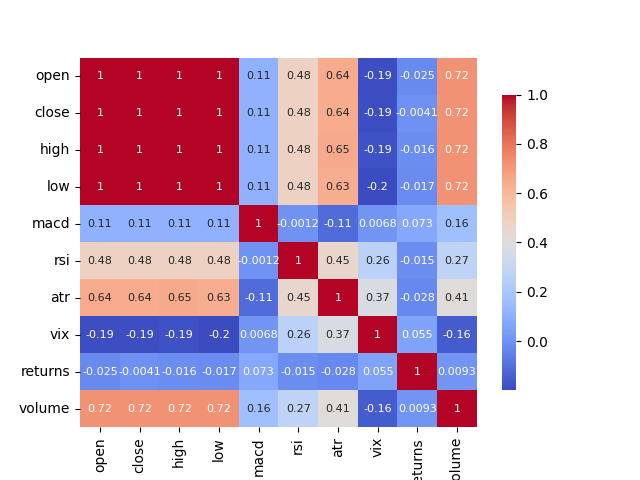 open 1 1 1 1 0.11 0.48 0.64 -0.19 -0.025 0.72
close 1 1 1 1 0.11 0.48 0.64 -0.19 -0.0041 0.72
high 1 1 1 1 0.11 0.48 0.65 -0.19 -0.016 0.72
low 1 1 1 1 0.11 0.48 0.63 -0.2 -0.017 0.72
macd 0.11 0.11 0.11 0.11 1 -0.0012 -0.11 0.0068 0.073 0.16
rsi 0.48 0.48 0.48 0.48 -0.0012 1 0.45 0.26 -0.015 0.27
atr 0.64 0.64 0.65 0.63 -0.11 0.45 1 0.37 -0.028 0.41
vix -0.19 -0.19 -0.19 -0.2 0.0068 0.26 0.37 1 0.055 -0.16
returns -0.025 -0.0041 -0.016 -0.017 0.073 -0.015 -0.028 0.055 1 0.0093
volume 0.72 0.72 0.72 0.72 0.16 0.27 0.41 -0.16 0.0093 1
open close high low macd rsi atr vix eturns olume
1.0
0.8
0.6
0.4
0.2
0.0